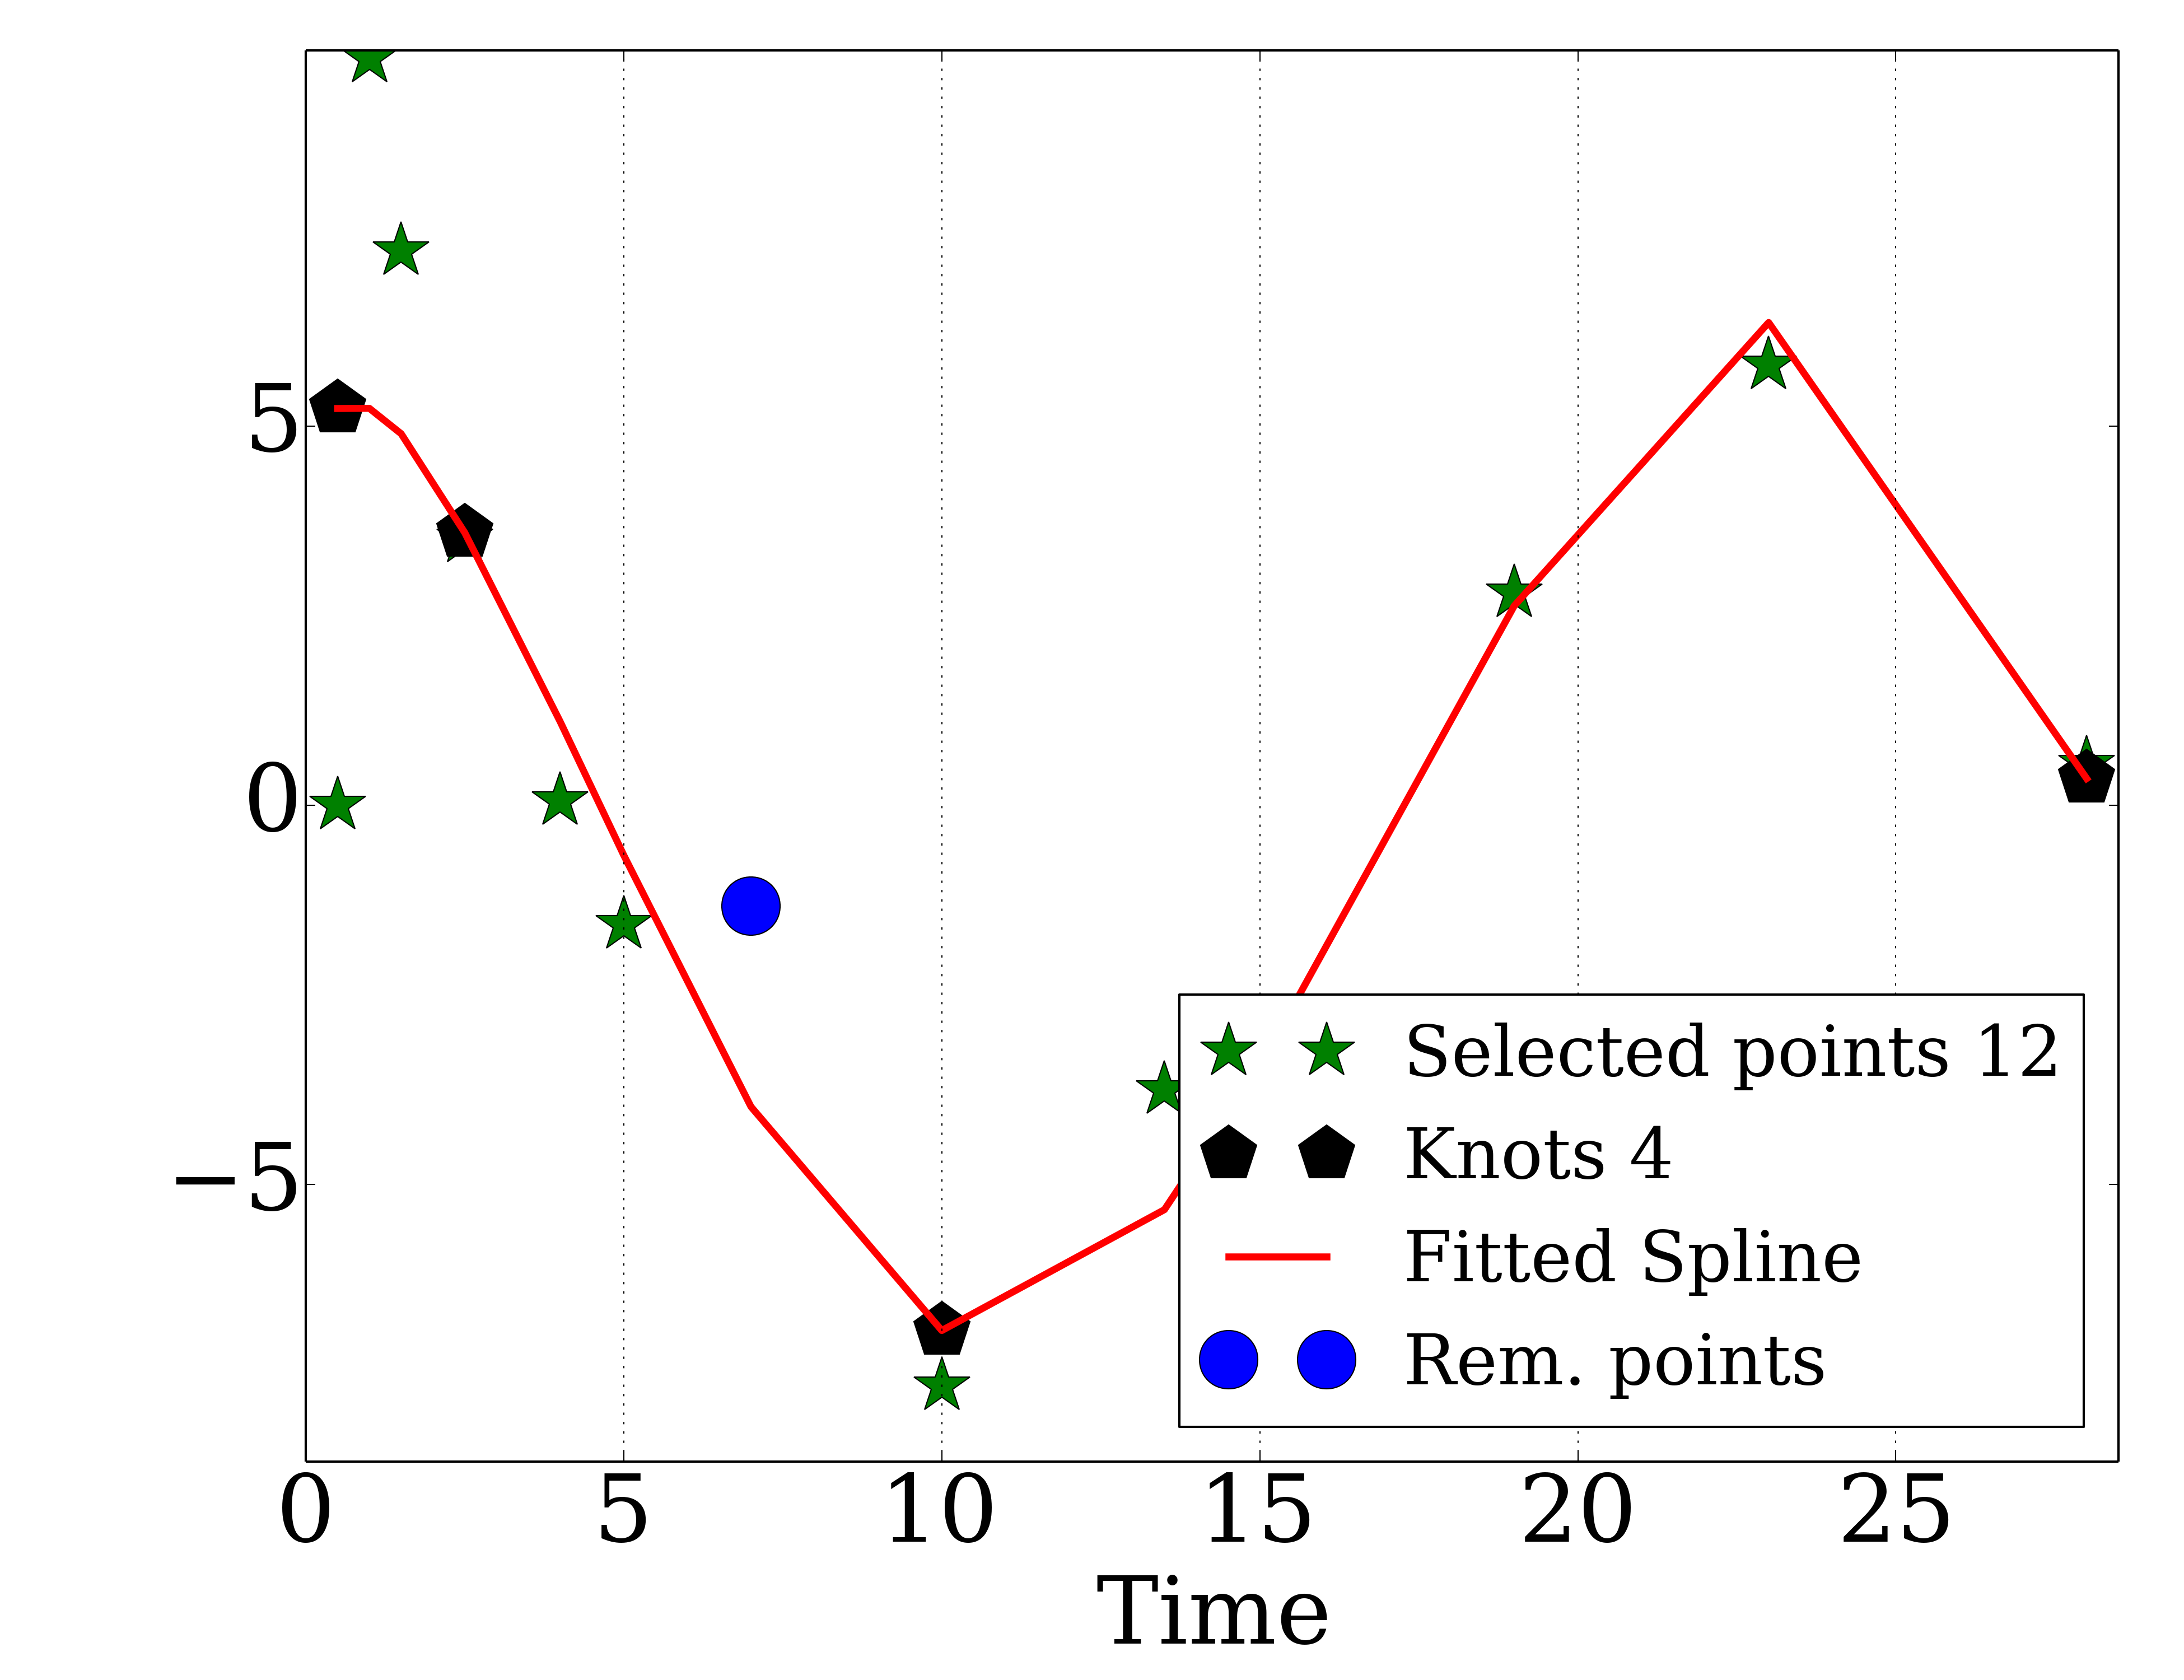 5
0
−5
Selected points 12
Knots 4
Fitted Spline
Rem. points
0 5 10 15 20 25
Time